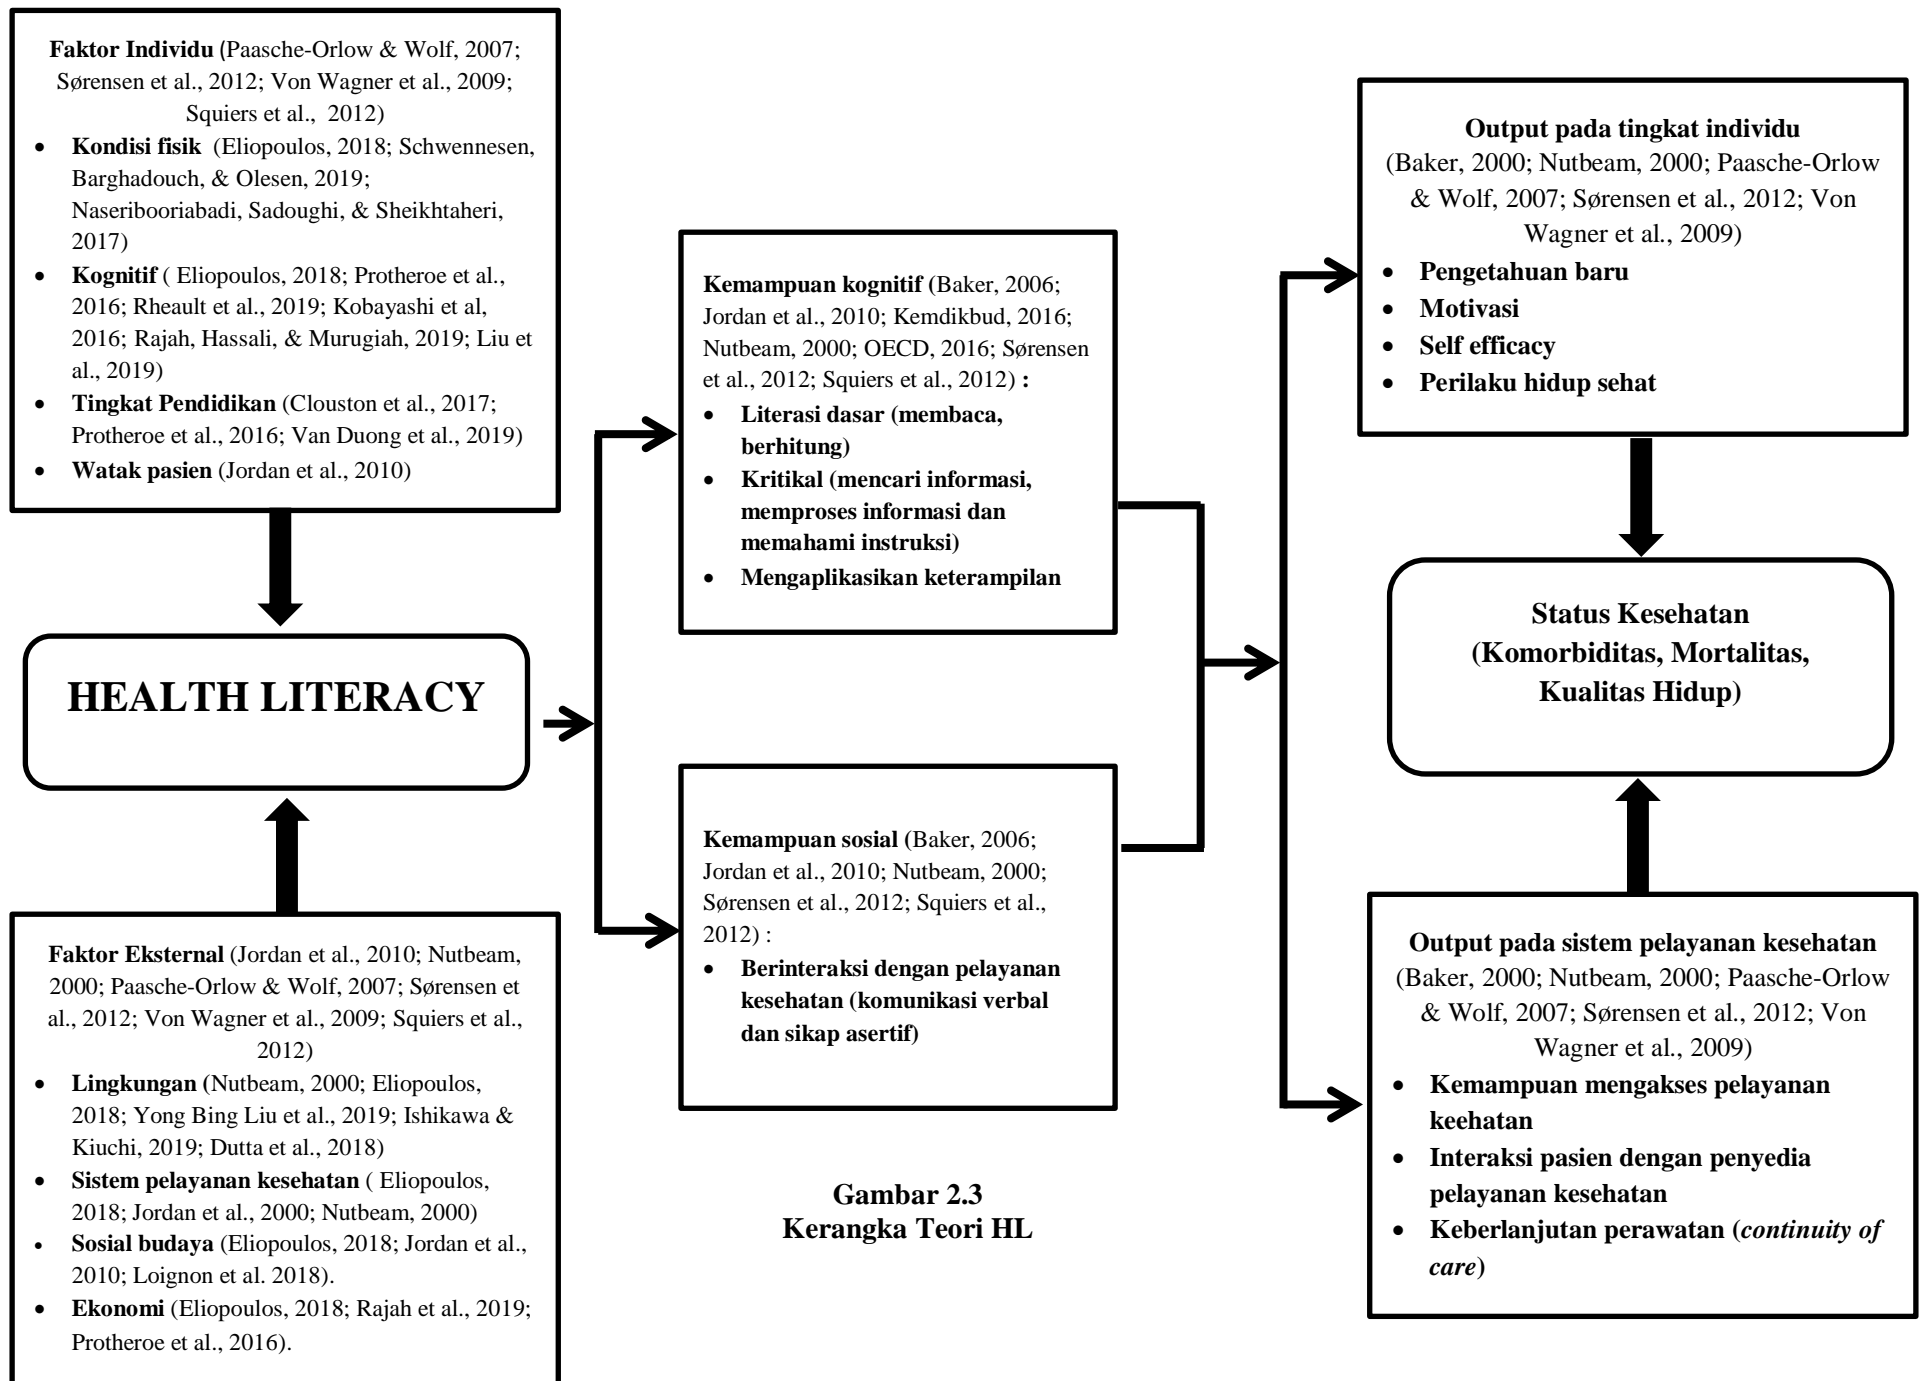 Faktor Individu (Paasche-Orlow & Wolf, 2007;
Sørensen et al., 2012; Von Wagner et al., 2009;
Squiers et al., 2012)
• Kondisi fisik (Eliopoulos, 2018; Schwennesen,
Barghadouch, & Olesen, 2019;
Naseribooriabadi, Sadoughi, & Sheikhtaheri,
2017)
• Kognitif ( Eliopoulos, 2018; Protheroe et al.,
2016; Rheault et al., 2019; Kobayashi et al,
2016; Rajah, Hassali, & Murugiah, 2019; Liu et
al., 2019)
• Tingkat Pendidikan (Clouston et al., 2017;
Protheroe et al., 2016; Van Duong et al., 2019)
• Watak pasien (Jordan et al., 2010)
HEALTH LITERACY
Faktor Eksternal (Jordan et al., 2010; Nutbeam,
2000; Paasche-Orlow & Wolf, 2007; Sørensen et
al., 2012; Von Wagner et al., 2009; Squiers et al.,
2012)
• Lingkungan (Nutbeam, 2000; Eliopoulos,
2018; Yong Bing Liu et al., 2019; Ishikawa &
Kiuchi, 2019; Dutta et al., 2018)
• Sistem pelayanan kesehatan ( Eliopoulos,
2018; Jordan et al., 2000; Nutbeam, 2000)
• Sosial budaya (Eliopoulos, 2018; Jordan et al.,
2010; Loignon et al. 2018).
• Ekonomi (Eliopoulos, 2018; Rajah et al., 2019;
Protheroe et al., 2016).
Kemampuan kognitif (Baker, 2006;
Jordan et al., 2010; Kemdikbud, 2016;
Nutbeam, 2000; OECD, 2016; Sørensen
et al., 2012; Squiers et al., 2012) :
• Literasi dasar (membaca,
berhitung)
• Kritikal (mencari informasi,
memproses informasi dan
memahami instruksi)
• Mengaplikasikan keterampilan
Kemampuan sosial (Baker, 2006;
Jordan et al., 2010; Nutbeam, 2000;
Sørensen et al., 2012; Squiers et al.,
2012) :
• Berinteraksi dengan pelayanan
kesehatan (komunikasi verbal
dan sikap asertif)
Gambar 2.3
Kerangka Teori HL
Output pada tingkat individu
(Baker, 2000; Nutbeam, 2000; Paasche-Orlow
& Wolf, 2007; Sørensen et al., 2012; Von
Wagner et al., 2009)
• Pengetahuan baru
• Motivasi
• Self efficacy
• Perilaku hidup sehat
Status Kesehatan
(Komorbiditas, Mortalitas,
Kualitas Hidup)
Output pada sistem pelayanan kesehatan
(Baker, 2000; Nutbeam, 2000; Paasche-Orlow
& Wolf, 2007; Sørensen et al., 2012; Von
Wagner et al., 2009)
• Kemampuan mengakses pelayanan
keehatan
• Interaksi pasien dengan penyedia
pelayanan kesehatan
• Keberlanjutan perawatan (continuity of
care)